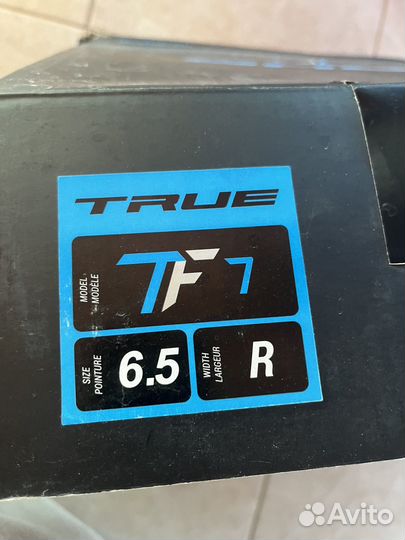 TRUE
MODEL
MODÈLE
TF7
SIZE
POINTURE
6.5
WIDTH
LARGEUR
R
Avito